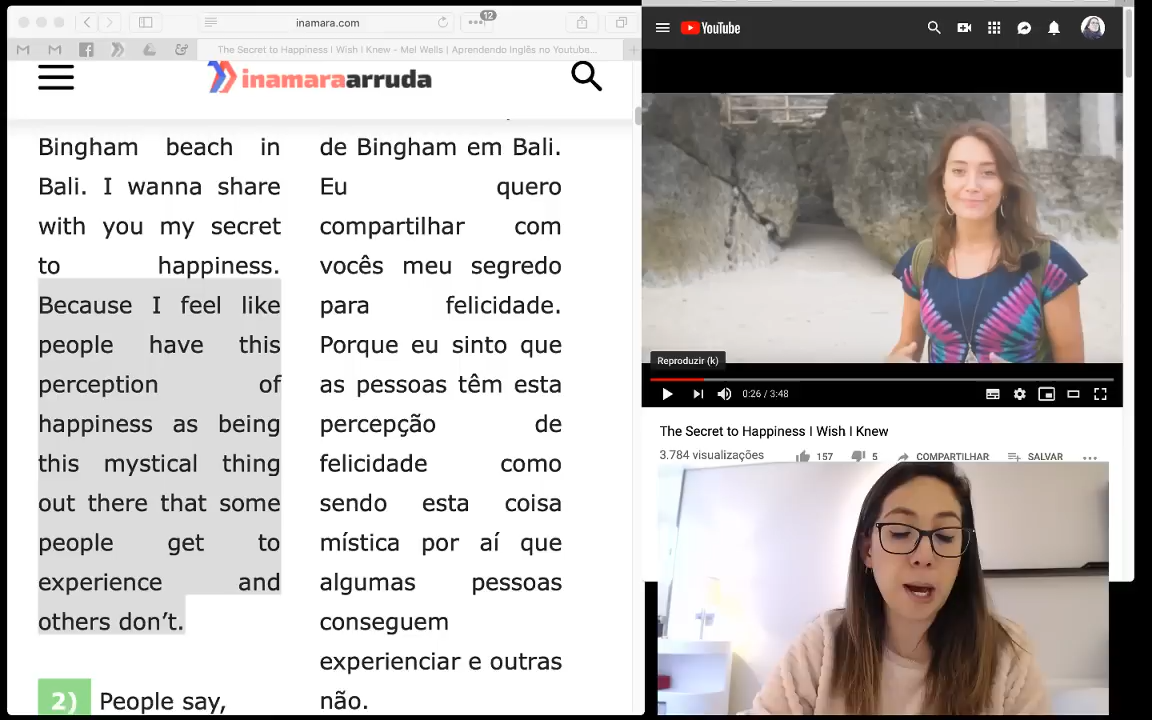 inamara.com
12
The Secret to Happiness I Wish I Knew - Mel Wells | Aprendendo Inglês no Youtube...
inamaraarruda
Bingham beach in
Bali. I wanna share
with you my secret
to happiness.
Because I feel like
people have this
perception of
happiness as being
this mystical thing
out there that some
people get to
experience and
others don't.
2) People say,
de Bingham em Bali.
Eu quero
compartilhar com
vocês meu segredo
para felicidade.
Porque eu sinto que
as pessoas têm esta
percepção de
felicidade como
sendo esta coisa
mística por aí que
algumas pessoas
conseguem
experienciar e outras
não.
YouTube
Reproduzir (k)
0:26 / 3:48
The Secret to Happiness I Wish I Knew
3.784 visualizações
157
5
COMPARTILHAR
SALVAR